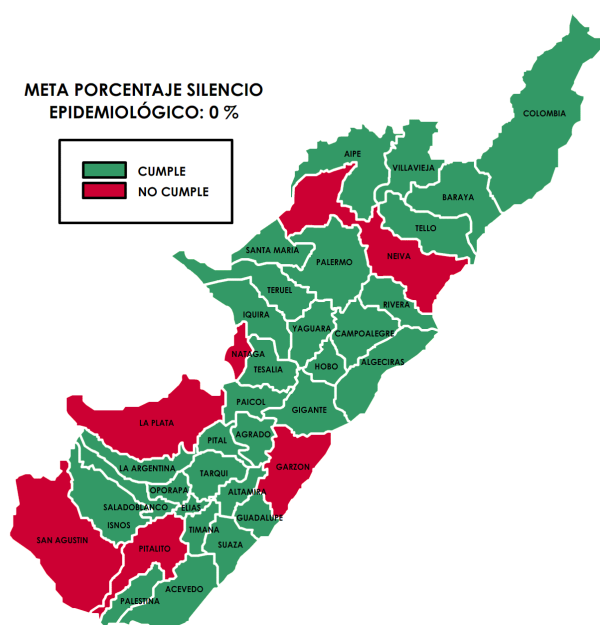 META PORCENTAJE SILENCIO
EPIDEMIOLÓGICO: 0 %
CUMPLE
NO CUMPLE
COLOMBIA
AIPE
VILLAVIEJA
BARAYA
TELLO
SANTA MARIA
PALERMO
NEIVA
TERUEL
RIVERA
IQUIRA
YAGUARA
CAMPOALEGRE
NATAGA
TESALIA
HOBO
ALGECIRAS
PAICOL
GIGANTE
LA PLATA
PITAL
AGRADO
LA ARGENTINA
TARQUI
GARZON
OPORAPA
ALTAMIRA
SALADOBLANCO
ELIAS
ISNOS
GUADALUPE
TIMANA
SAN AGUSTIN
PITALITO
SUAZA
ACEVEDO
PALESTINA